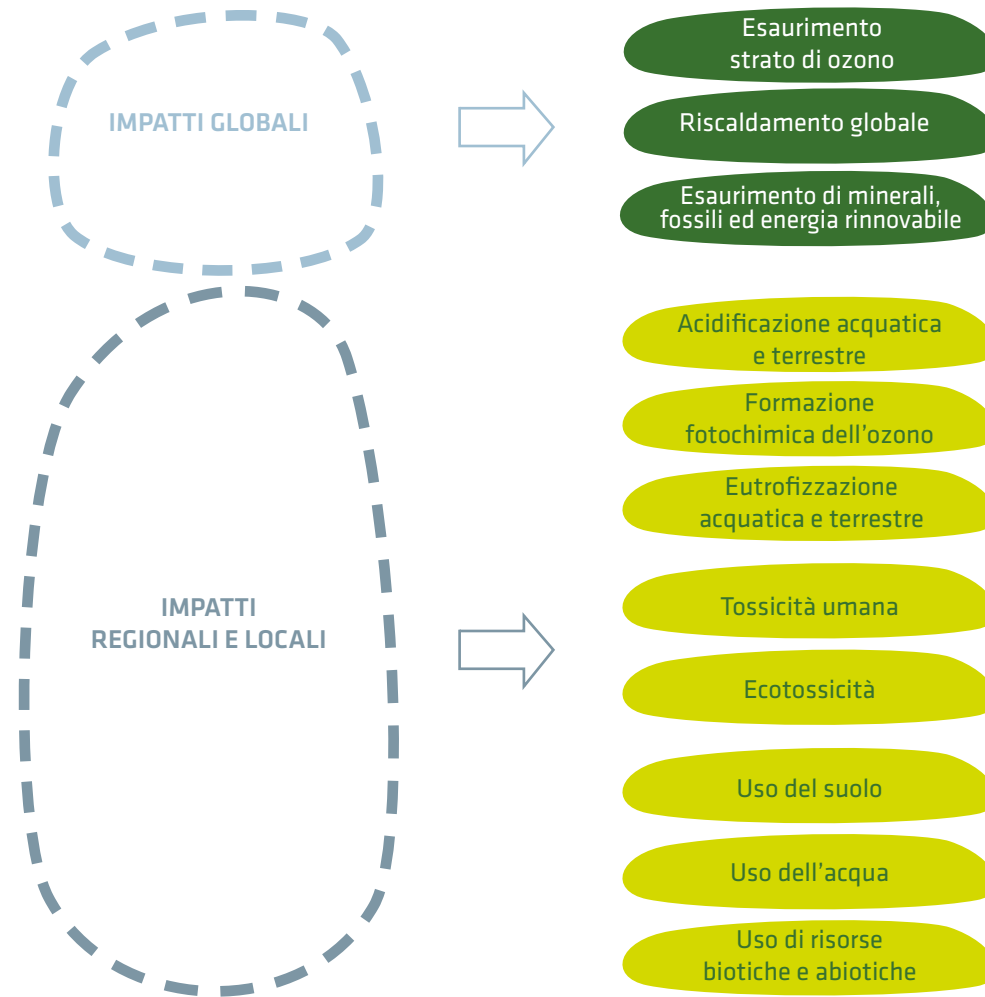 IMPATTI GLOBALI
Esaurimento
strato di ozono
Riscaldamento globale
Esaurimento di minerali,
fossili ed energia rinnovabile
IMPATTI
REGIONALI E LOCALI
Acidificazione acquatica
e terrestre
Formazione
fotochimica dell'ozono
Eutrofizzazione
acquatica e terrestre
Tossicità umana
Ecotossicità
Uso del suolo
Uso dell'acqua
Uso di risorse
biotiche e abiotiche